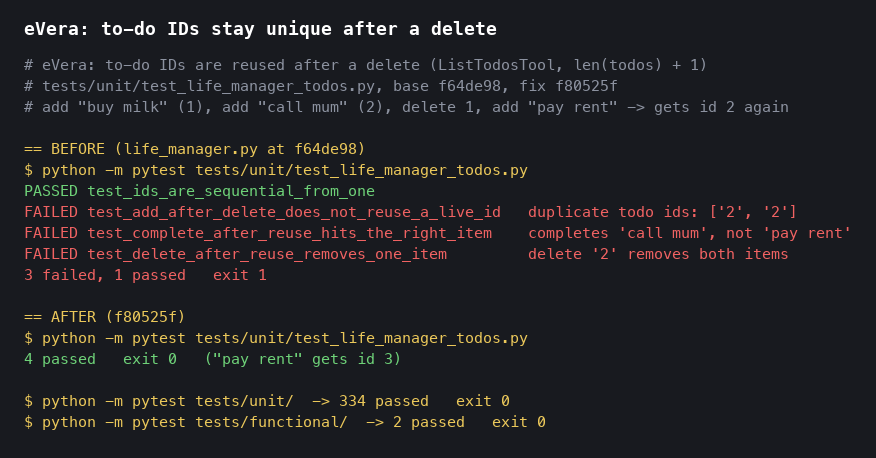 eVera: to-do IDs stay unique after a delete
# eVera: to-do IDs are reused after a delete (ListTodosTool, len(todos) + 1)
# tests/unit/test_life_manager_todos.py, base f64de98, fix f80525f
# add "buy milk" (1), add "call mum" (2), delete 1, add "pay rent" -> gets id 2 again
== BEFORE (life_manager.py at f64de98)
$ python -m pytest tests/unit/test_life_manager_todos.py
PASSED test_ids_are_sequential_from_one
FAILED test_add_after_delete_does_not_reuse_a_live_id   duplicate todo ids: ['2', '2']
FAILED test_complete_after_reuse_hits_the_right_item    completes 'call mum', not 'pay rent'
FAILED test_delete_after_reuse_removes_one_item         delete '2' removes both items
3 failed, 1 passed   exit 1
== AFTER (f80525f)
$ python -m pytest tests/unit/test_life_manager_todos.py
4 passed   exit 0   ("pay rent" gets id 3)
$ python -m pytest tests/unit/  -> 334 passed   exit 0
$ python -m pytest tests/functional/  -> 2 passed   exit 0